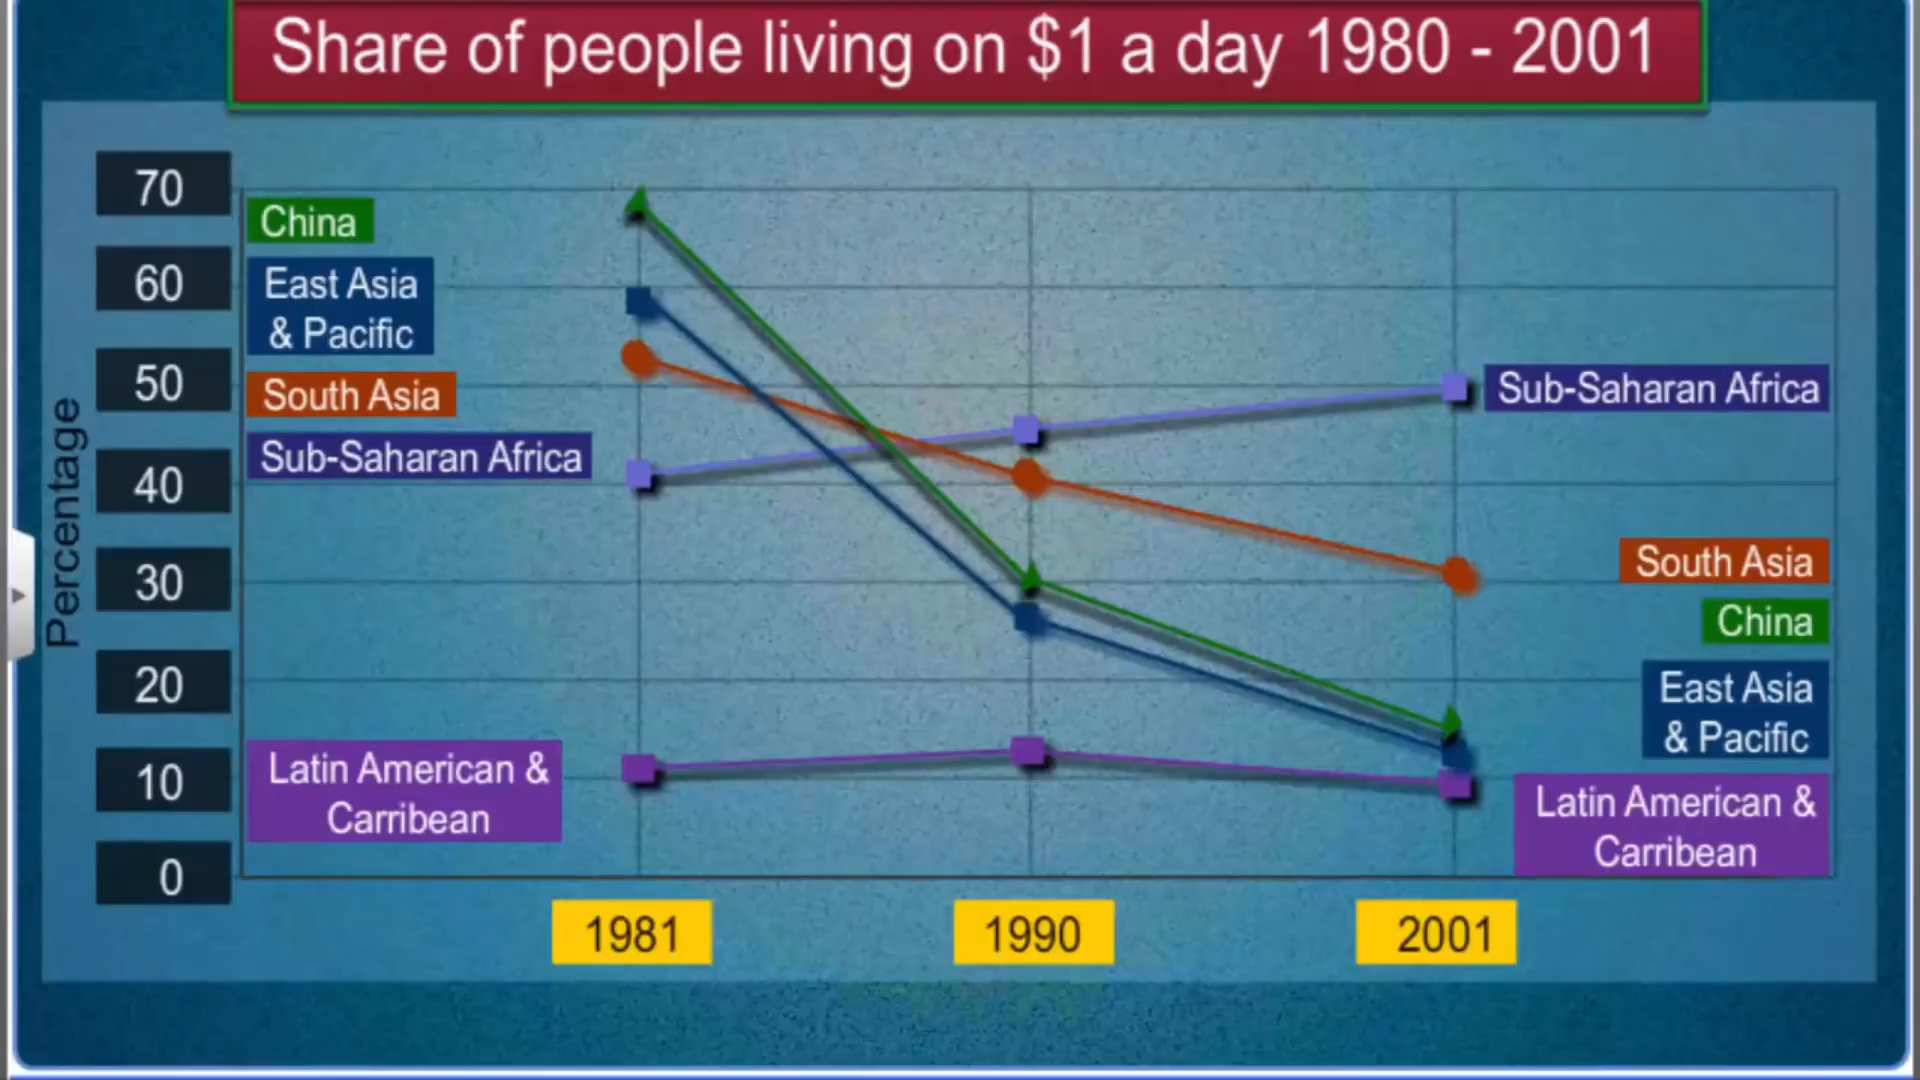 Share of people living on $1 a day 1980 - 2001
Percentage
70
60
50
40
30
20
10
0
China
East Asia
& Pacific
South Asia
Sub-Saharan Africa
Latin American &
Carribean
Sub-Saharan Africa
South Asia
China
East Asia
& Pacific
Latin American &
Carribean
1981
1990
2001